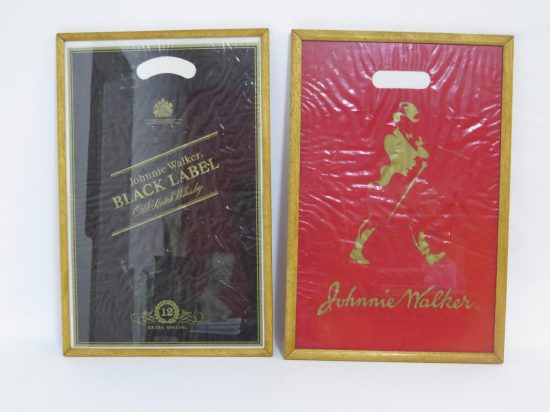 Johnnie Walker
BLACK LABEL
Old Scotch Whisky
12
EXTRA SPECIAL
Johnnie Walker